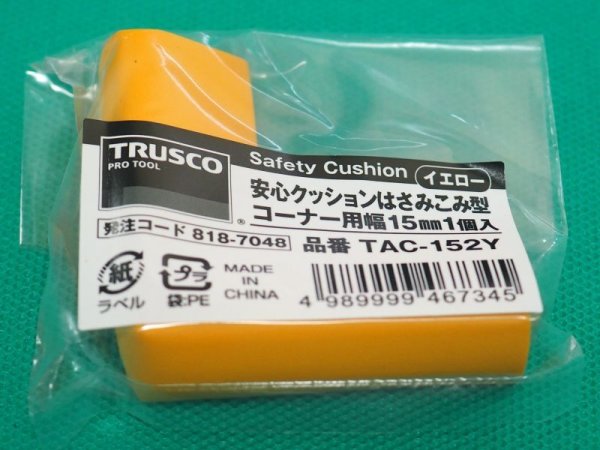 TRUSCO
PRO TOOL
®
Safety Cushion イエロー
安心クッションはさみこみ型
コーナー用幅15mm1個入
発注コード 818-7048
品番 TAC-152Y
紙
ラベル
プラ
袋:PE
MADE
IN
CHINA
4 989999 467345